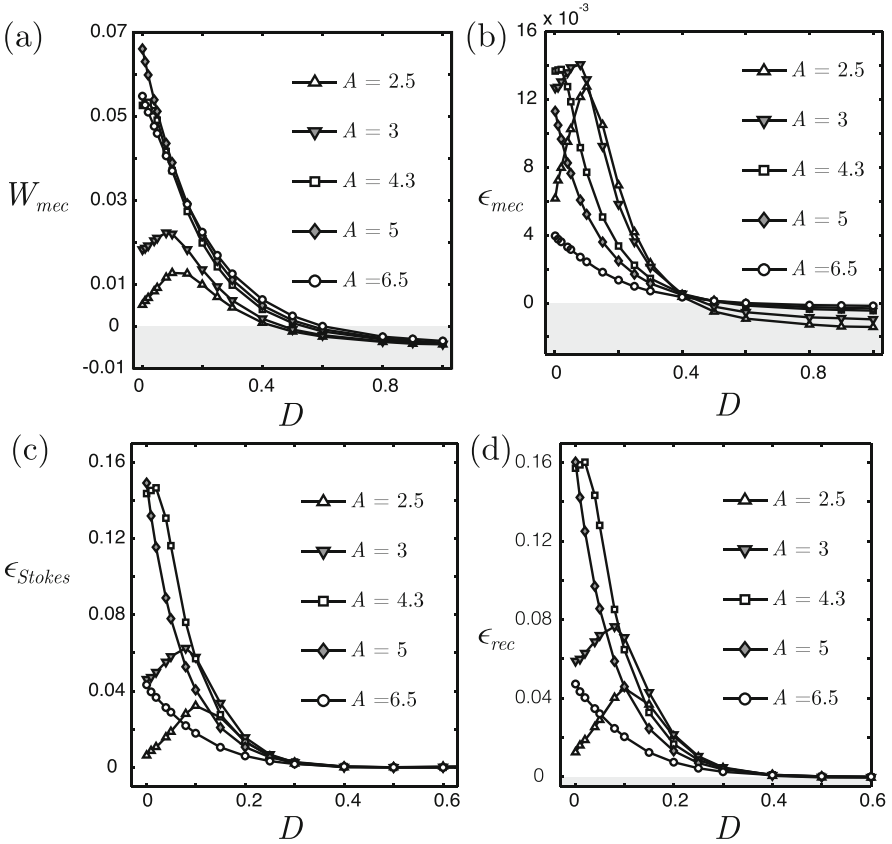 (a)
0.07
0.05
0.03
0.01
0
-0.01
W_mec
A = 2.5
A = 3
A = 4.3
A = 5
A =6.5
0 0.4 0.8
D
(b)
x 10⁻³
16
12
8
4
0
ϵ_mec
A = 2.5
A = 3
A = 4.3
A = 5
A =6.5
0 0.4 0.8
D
(c)
0.16
0.12
0.08
0.04
0
ϵ_Stokes
A = 2.5
A = 3
A = 4.3
A = 5
A =6.5
0 0.2 0.4 0.6
D
(d)
0.16
0.12
0.08
0.04
0
ϵ_rec
A = 2.5
A = 3
A = 4.3
A = 5
A =6.5
0 0.2 0.4 0.6
D